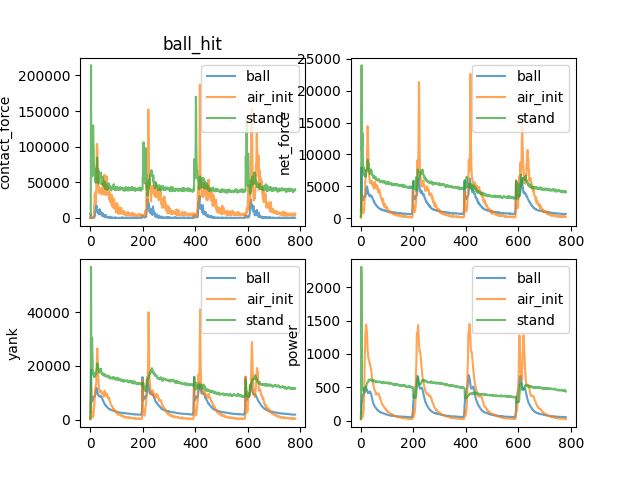 ball_hit
contact_force
200000
150000
100000
50000
0
0
200
400
600
800
ball
air_init
stand
net_force
25000
20000
15000
10000
5000
0
0
200
400
600
800
ball
air_init
stand
yank
40000
20000
0
0
200
400
600
800
ball
air_init
stand
power
2000
1500
1000
500
0
0
200
400
600
800
ball
air_init
stand